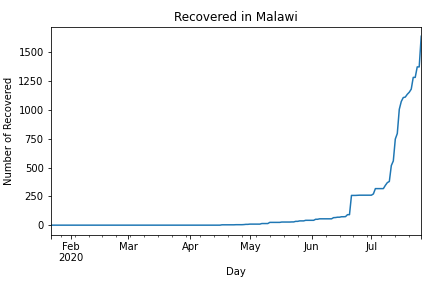 Recovered in Malawi
Number of Recovered
1500
1250
1000
750
500
250
0
Feb
2020
Mar
Apr
May
Jun
Jul
Day